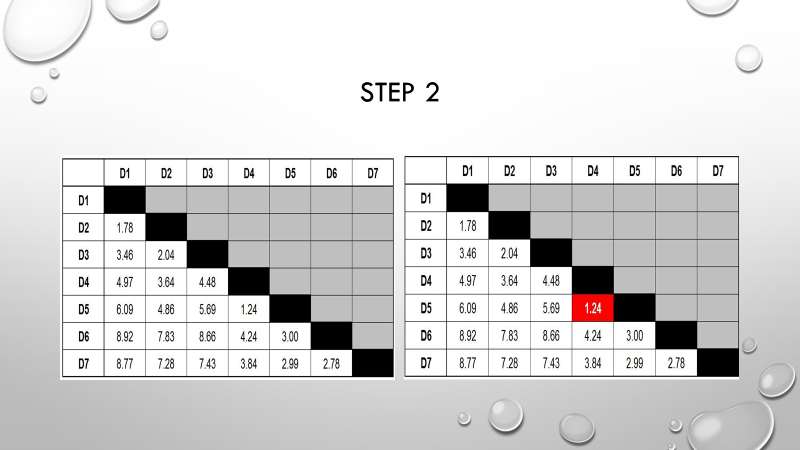 STEP 2
D1 D2 D3 D4 D5 D6 D7
D1
D2 1.78
D3 3.46 2.04
D4 4.97 3.64 4.48
D5 6.09 4.86 5.69 1.24
D6 8.92 7.83 8.66 4.24 3.00
D7 8.77 7.28 7.43 3.84 2.99 2.78
D1 D2 D3 D4 D5 D6 D7
D1
D2 1.78
D3 3.46 2.04
D4 4.97 3.64 4.48
D5 6.09 4.86 5.69 1.24
D6 8.92 7.83 8.66 4.24 3.00
D7 8.77 7.28 7.43 3.84 2.99 2.78